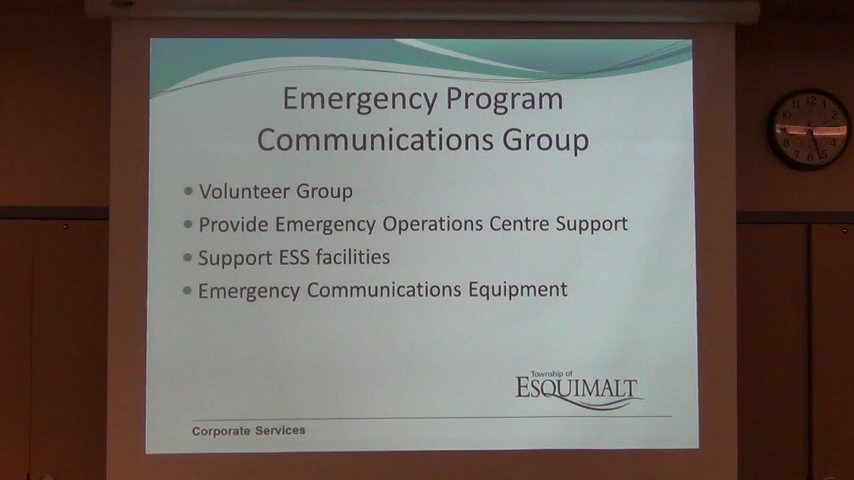 Emergency Program
Communications Group
Volunteer Group
Provide Emergency Operations Centre Support
Support ESS facilities
Emergency Communications Equipment
Township of
ESQUIMALT
Corporate Services